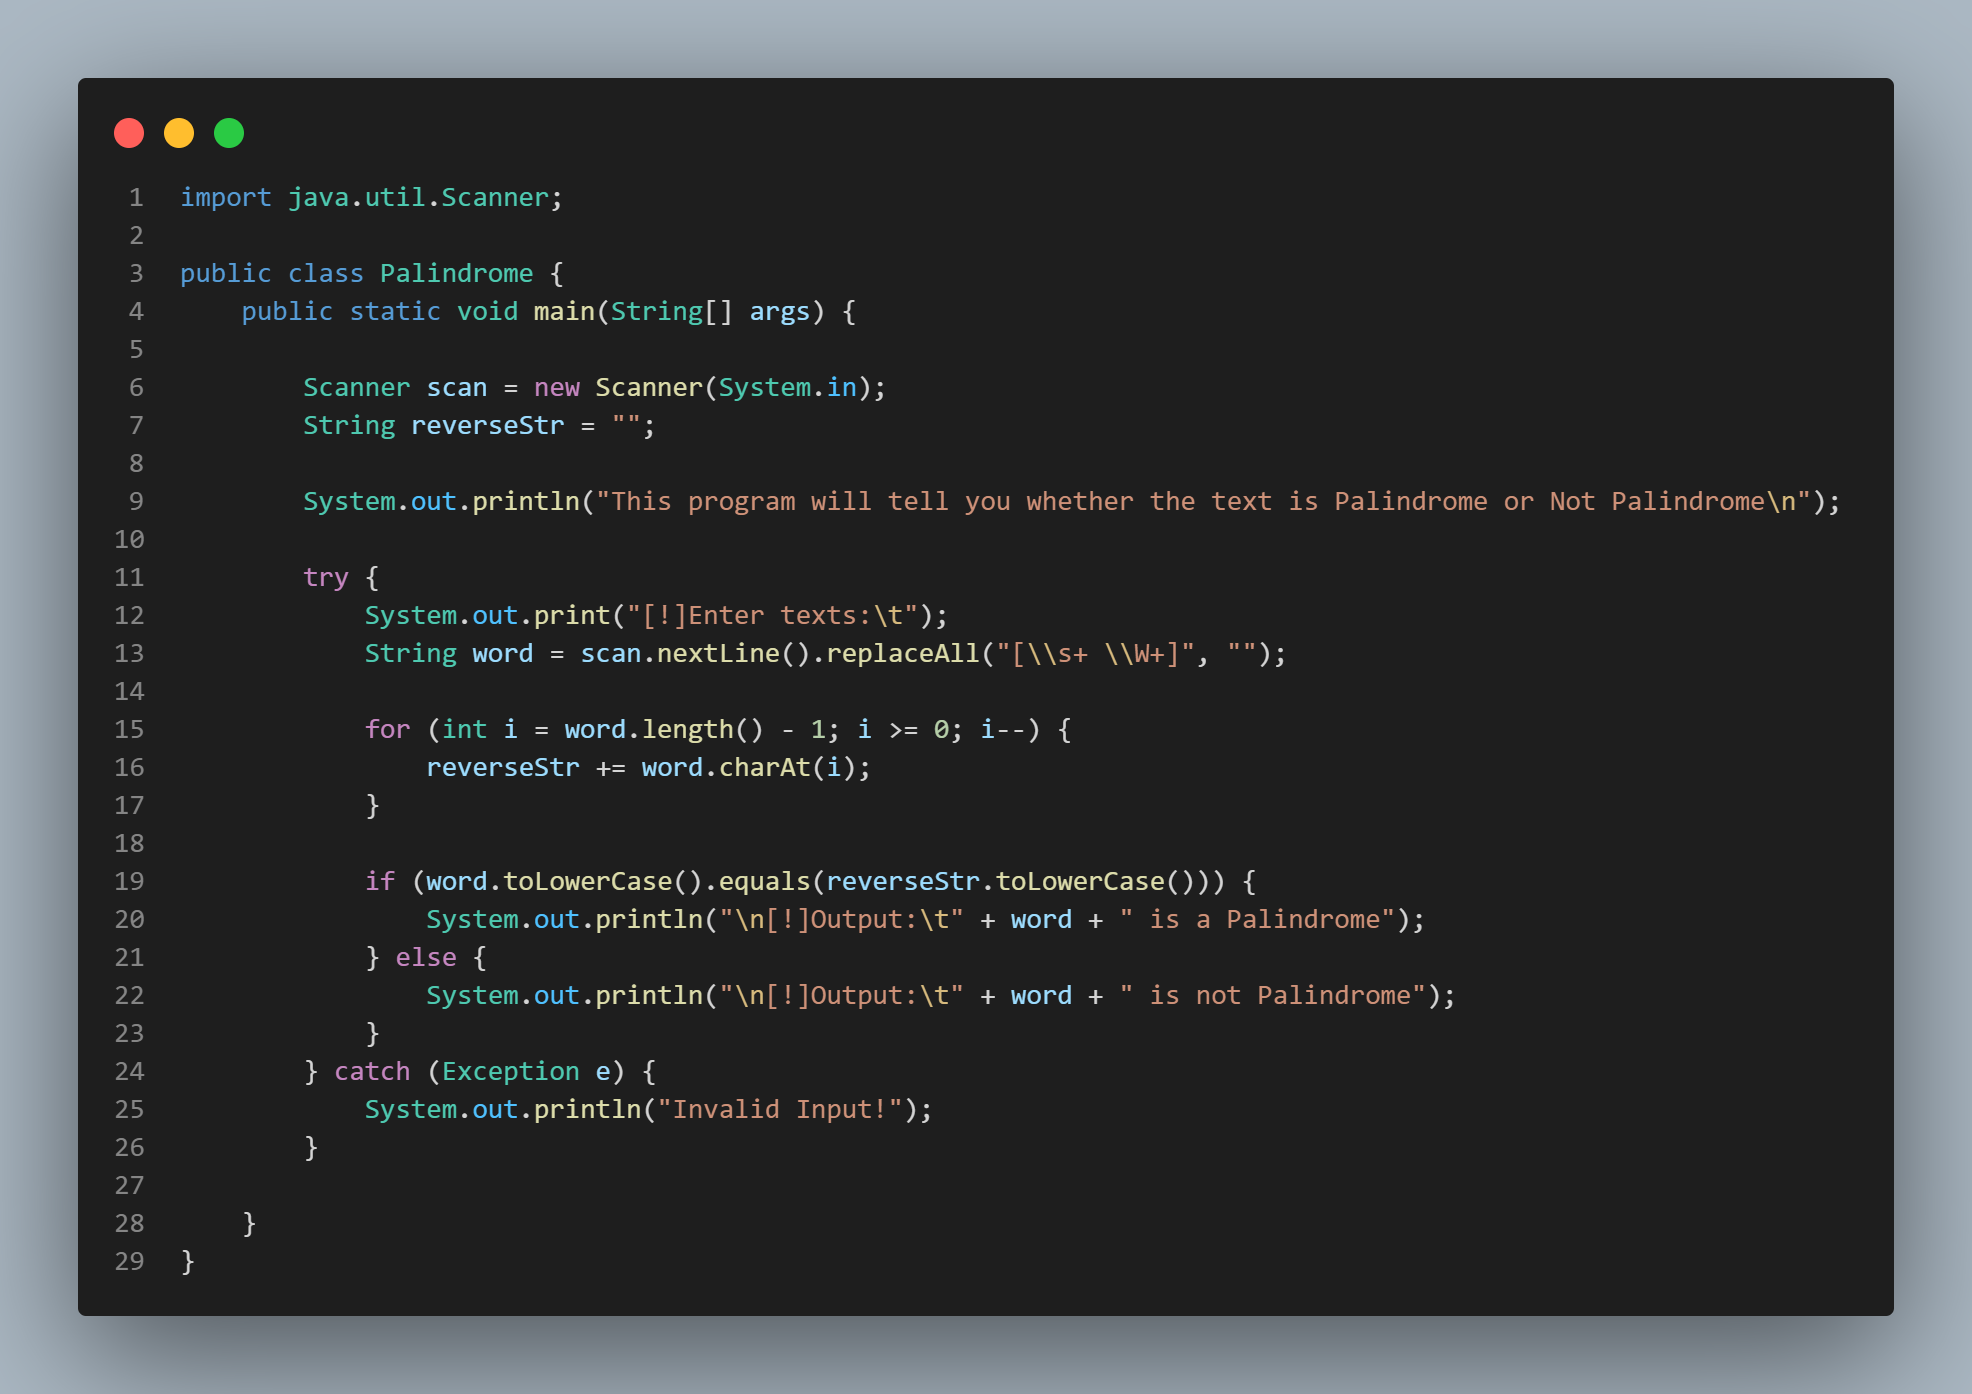 1 import java.util.Scanner;
2
3 public class Palindrome {
4     public static void main(String[] args) {
5
6         Scanner scan = new Scanner(System.in);
7         String reverseStr = "";
8
9         System.out.println("This program will tell you whether the text is Palindrome or Not Palindrome\n");
10
11         try {
12             System.out.print("[!]Enter texts:\t");
13             String word = scan.nextLine().replaceAll("[\\s+ \\W+]", "");
14
15             for (int i = word.length() - 1; i >= 0; i--) {
16                 reverseStr += word.charAt(i);
17             }
18
19             if (word.toLowerCase().equals(reverseStr.toLowerCase())) {
20                 System.out.println("\n[!]Output:\t" + word + " is a Palindrome");
21             } else {
22                 System.out.println("\n[!]Output:\t" + word + " is not Palindrome");
23             }
24         } catch (Exception e) {
25             System.out.println("Invalid Input!");
26         }
27
28     }
29 }